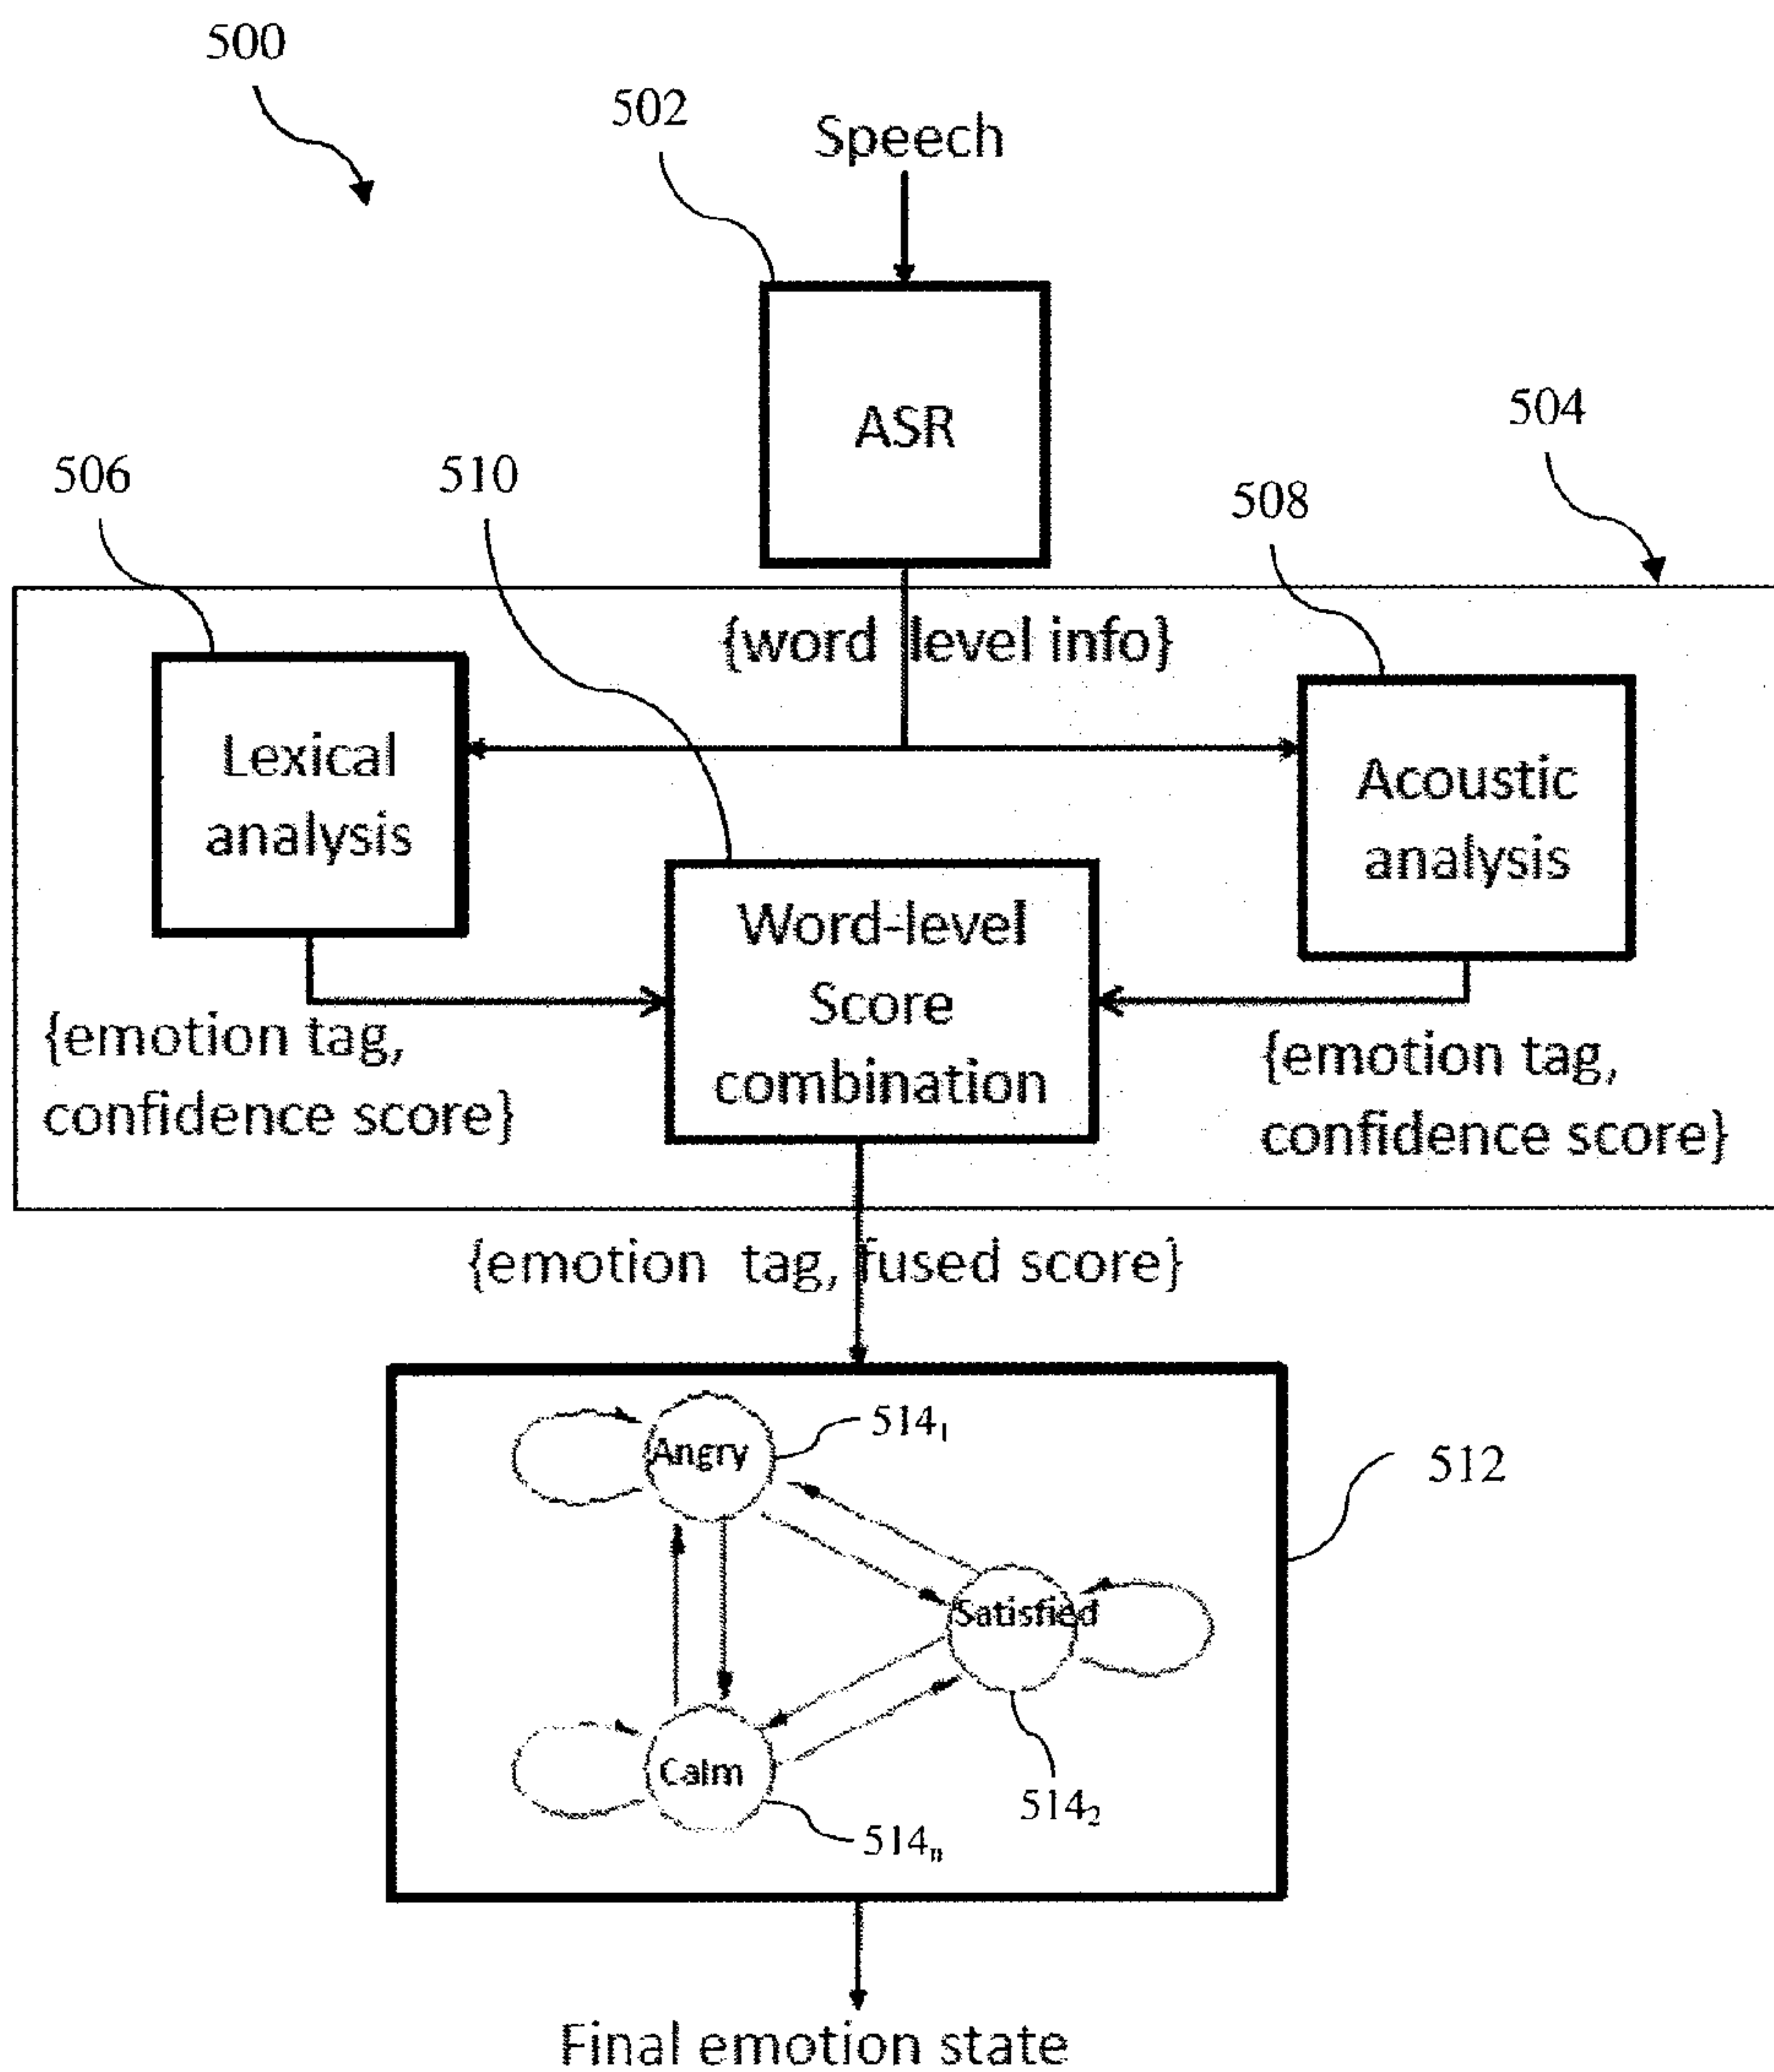 500
502
Speech
ASR
504
506
510
508
{word level info}
Lexical
analysis
Acoustic
analysis
Word-level
Score
combination
{emotion tag,
confidence score}
{emotion tag,
confidence score}
{emotion tag, fused score}
Angry
514₁
512
Satisfied
Calm
514₂
514ₙ
Final emotion state